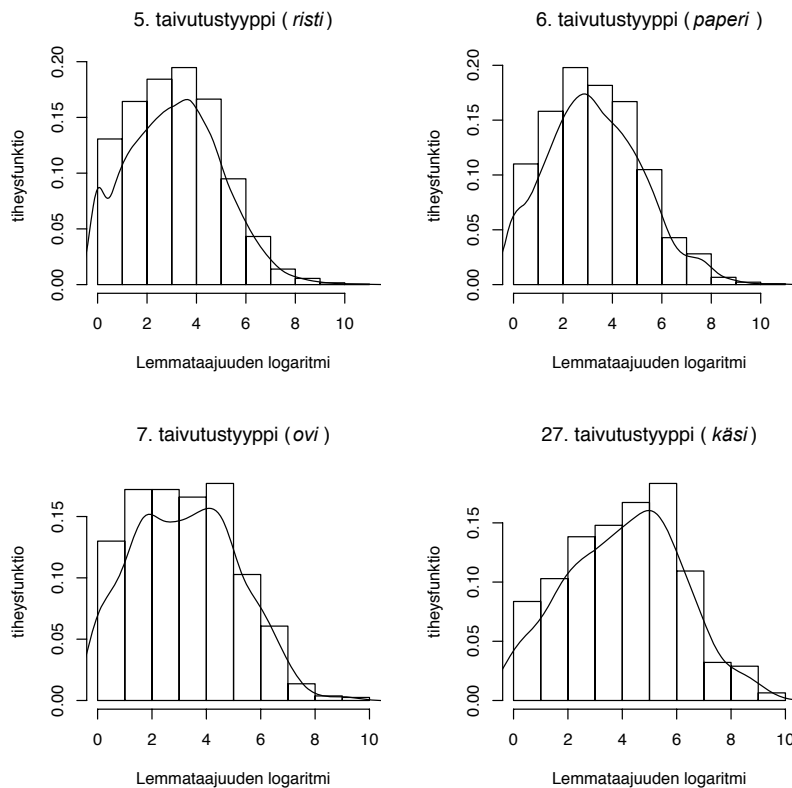 5. taivutustyyppi ( risti )
tiheysfunktio
0.00 0.05 0.10 0.15 0.20
0 2 4 6 8 10
Lemmataajuuden logaritmi
6. taivutustyyppi ( paperi )
tiheysfunktio
0.00 0.05 0.10 0.15 0.20
0 2 4 6 8 10
Lemmataajuuden logaritmi
7. taivutustyyppi ( ovi )
tiheysfunktio
0.00 0.05 0.10 0.15
0 2 4 6 8 10
Lemmataajuuden logaritmi
27. taivutustyyppi ( käsi )
tiheysfunktio
0.00 0.05 0.10 0.15
0 2 4 6 8 10
Lemmataajuuden logaritmi